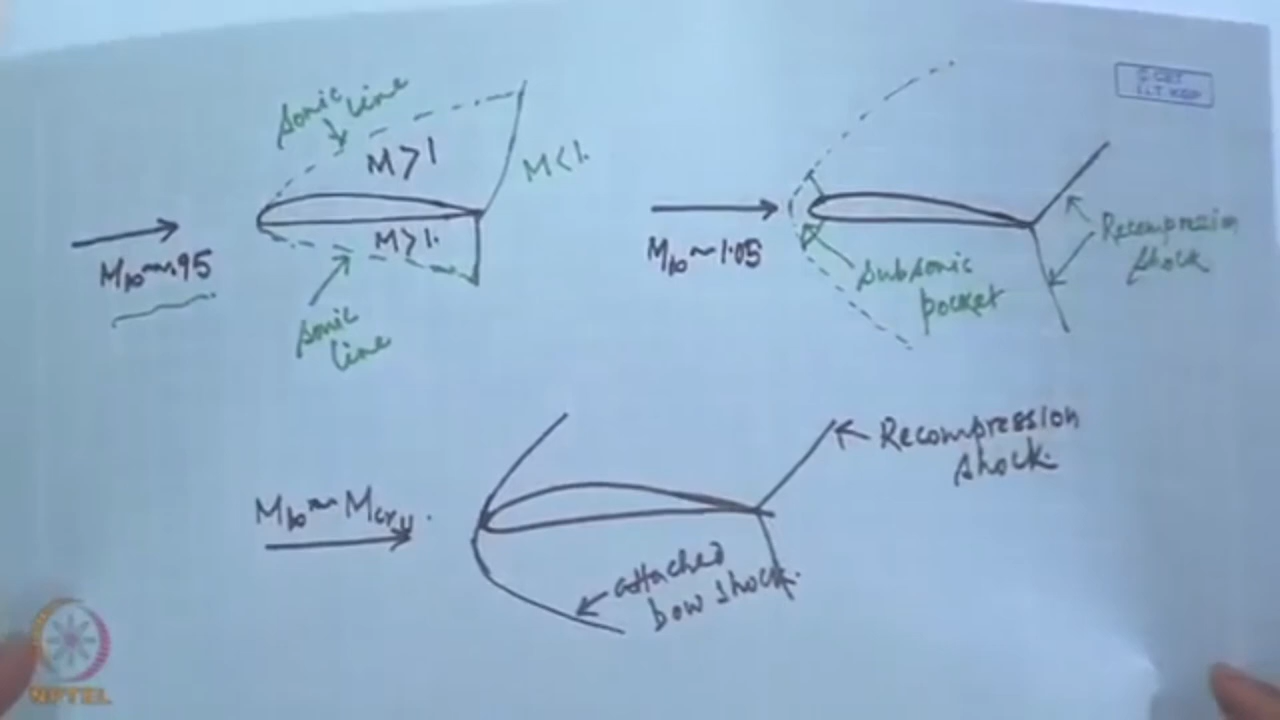 Sonic line
M>1
M<1.
M∞~.95
M>1.
Sonic
line
M∞~1.05
Subsonic
pocket
Recompression
shock
I.I.T. KGP
M∞~Mcr,u.
Recompression
shock.
attached
bow shock.
NPTEL